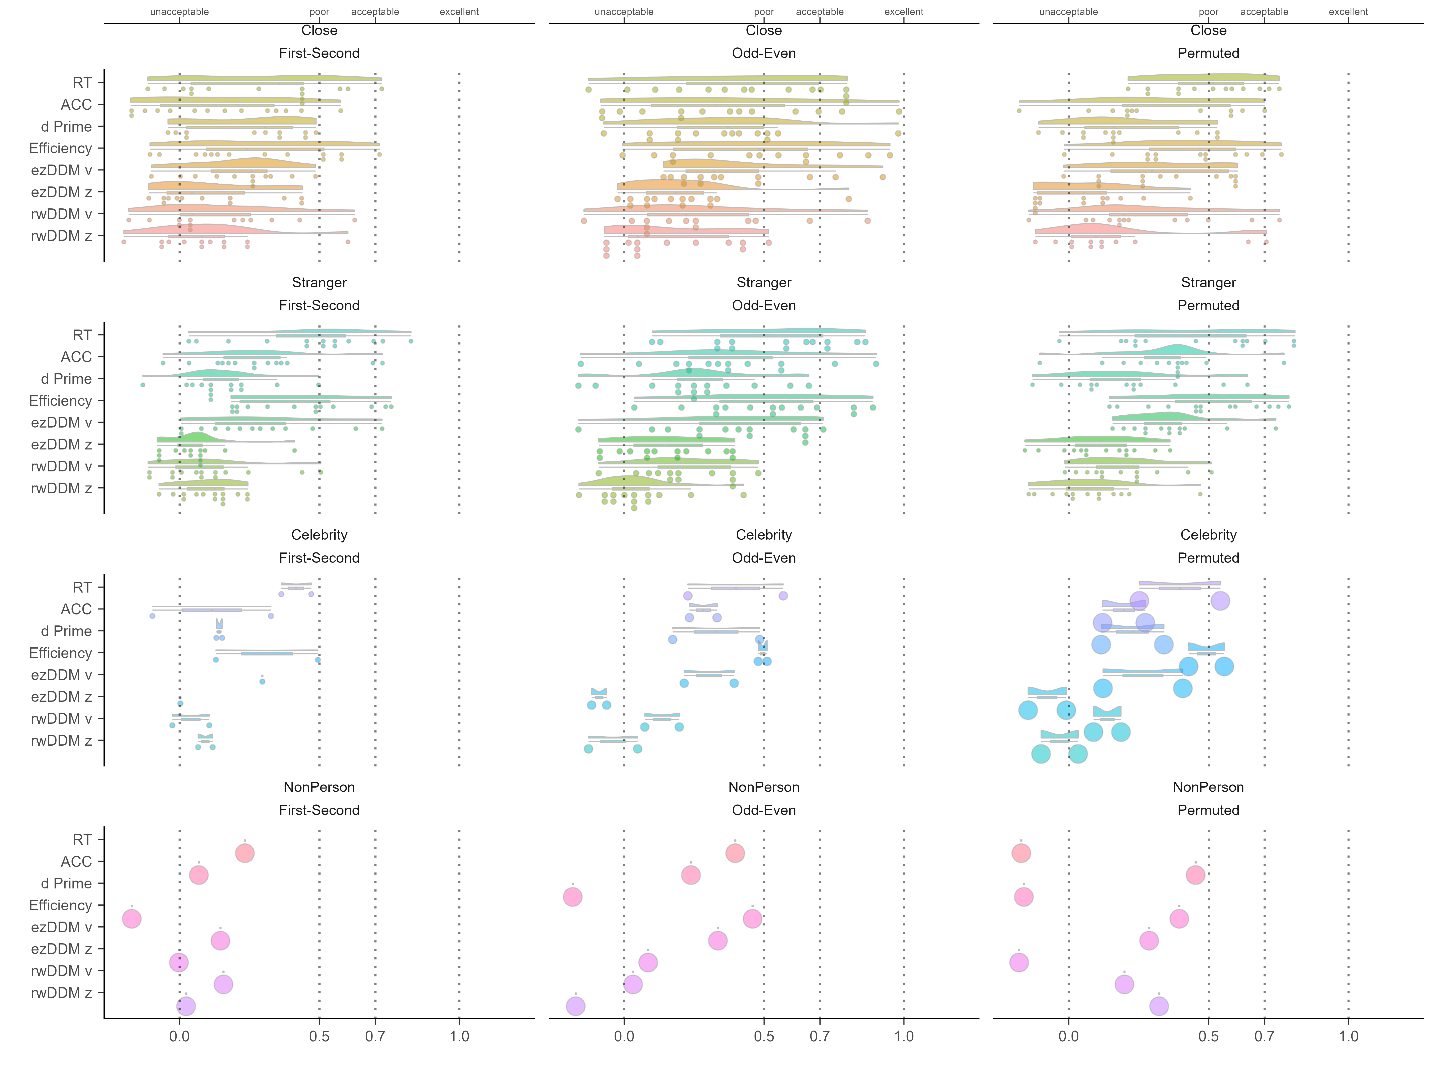 unacceptable poor acceptable excellent unacceptable poor acceptable excellent unacceptable poor acceptable excellent
Close Close Close
First-Second Odd-Even Permuted
RT
ACC
d Prime
Efficiency
ezDDM v
ezDDM z
rwDDM v
rwDDM z
Stranger Stranger Stranger
First-Second Odd-Even Permuted
RT
ACC
d Prime
Efficiency
ezDDM v
ezDDM z
rwDDM v
rwDDM z
Celebrity Celebrity Celebrity
First-Second Odd-Even Permuted
RT
ACC
d Prime
Efficiency
ezDDM v
ezDDM z
rwDDM v
rwDDM z
NonPerson NonPerson NonPerson
First-Second Odd-Even Permuted
RT
ACC
d Prime
Efficiency
ezDDM v
ezDDM z
rwDDM v
rwDDM z
0.0 0.5 0.7 1.0 0.0 0.5 0.7 1.0 0.0 0.5 0.7 1.0